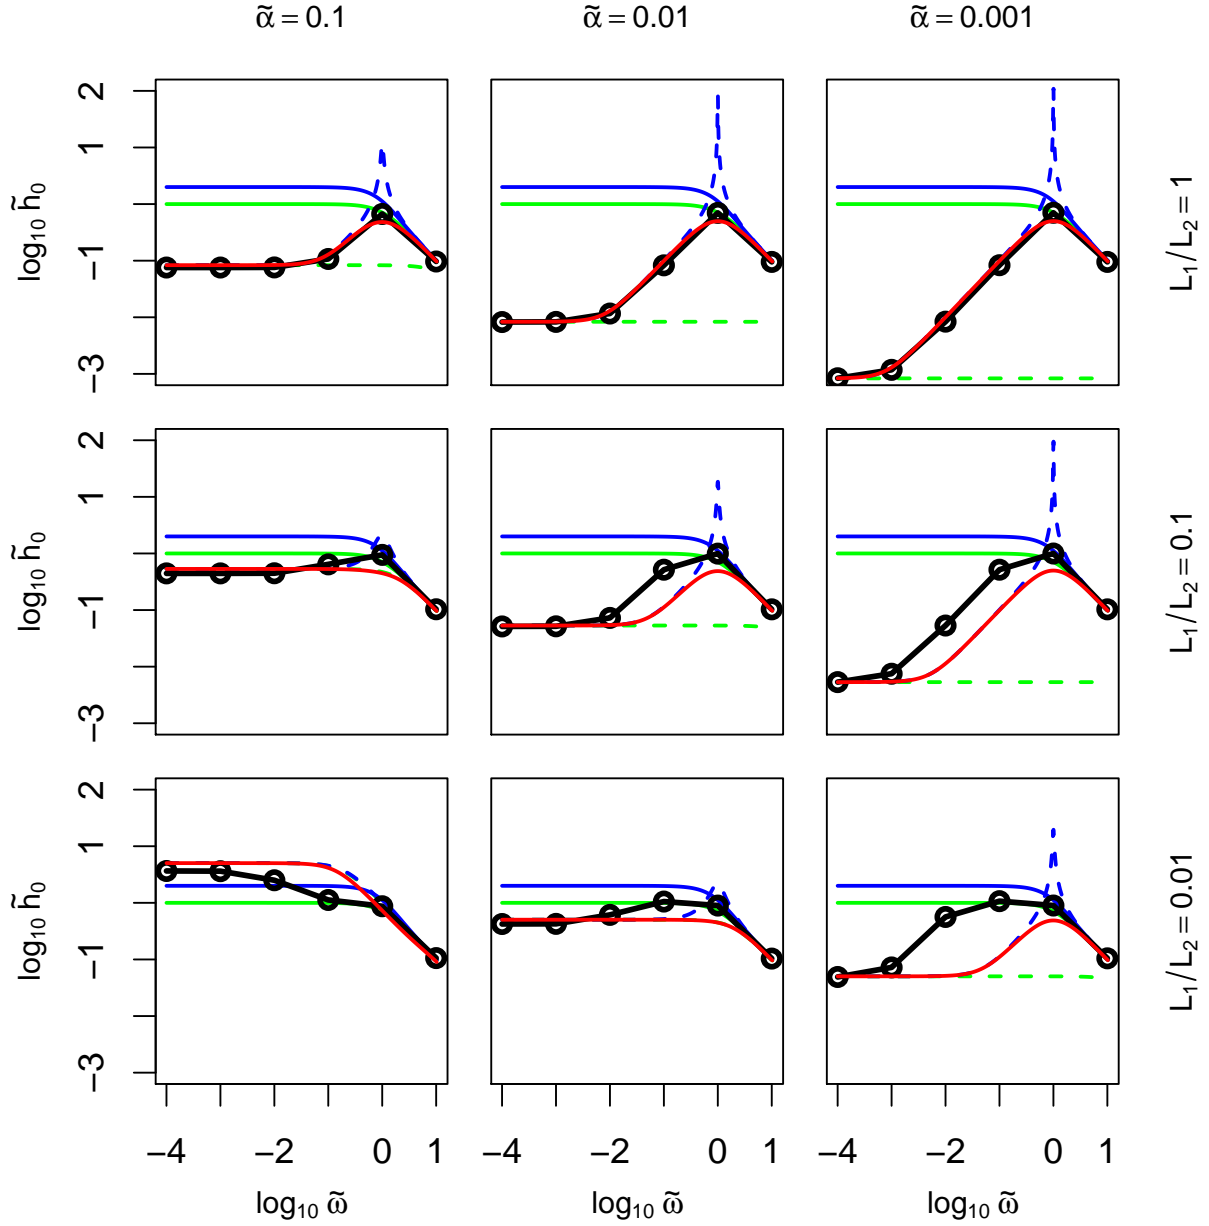 α̃ = 0.1
α̃ = 0.01
α̃ = 0.001
2
1
−1
−3
log₁₀ h̃₀
L₁/L₂ = 1
2
1
−1
−3
log₁₀ h̃₀
L₁/L₂ = 0.1
2
1
−1
−3
log₁₀ h̃₀
L₁/L₂ = 0.01
−4 −2 0 1
−4 −2 0 1
−4 −2 0 1
log₁₀ ω̃
log₁₀ ω̃
log₁₀ ω̃